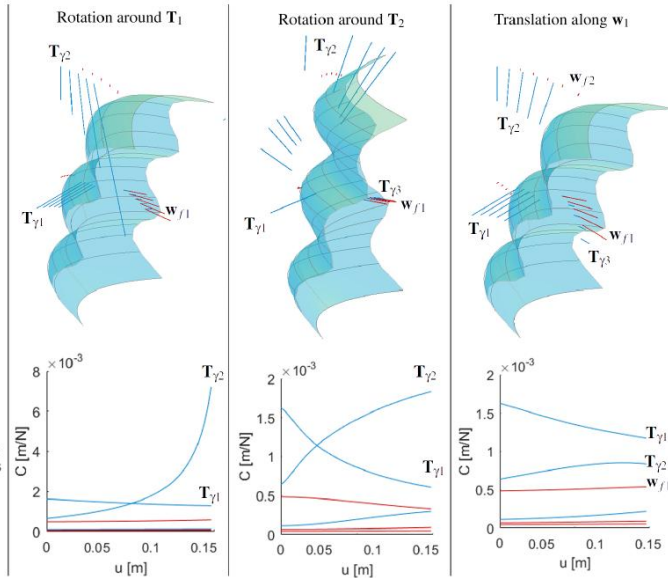 Rotation around T1
Rotation around T2
Translation along w1
Tγ2
Tγ1
wf1
Tγ2
Tγ1
Tγ3
wf1
wf2
Tγ2
Tγ1
wf1
Tγ3
×10-3
8
6
4
2
0
C [m/N]
0
0.05
0.1
0.15
u [m]
Tγ2
Tγ1
×10-3
2
1.5
1
0.5
0
C [m/N]
0
0.05
0.1
0.15
u [m]
Tγ2
Tγ1
×10-3
2
1.5
1
0.5
0
C [m/N]
0
0.05
0.1
0.15
u [m]
Tγ1
Tγ2
wf1